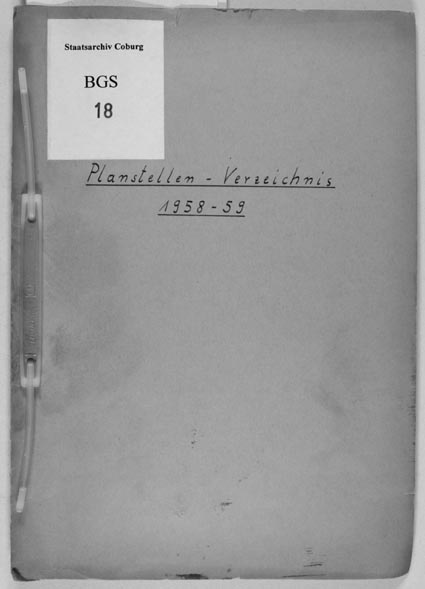 Staatsarchiv Coburg
BGS
18
Planstellen - Verzeichnis
1958 - 59